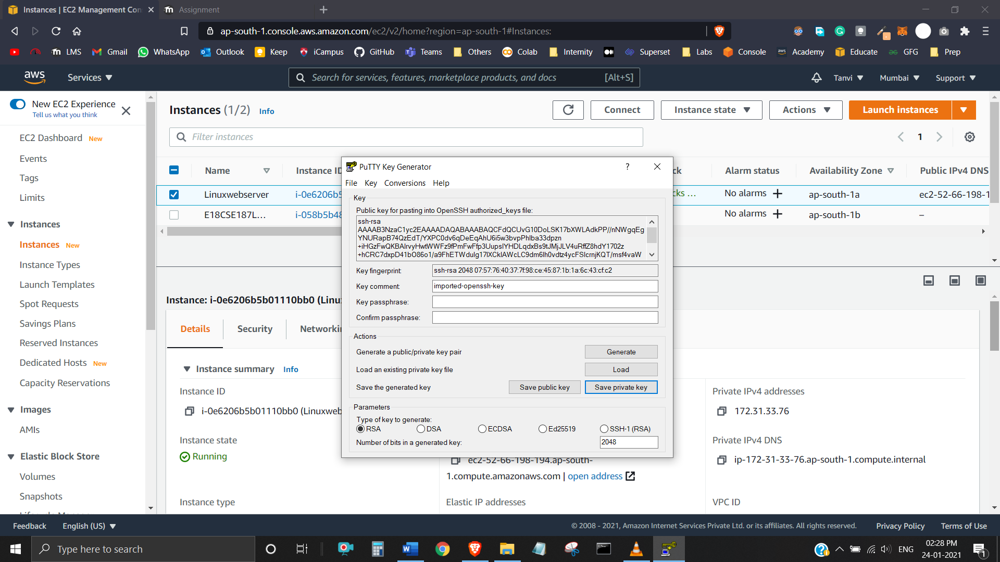 Instances | EC2 Management Con
Assignment
ap-south-1.console.aws.amazon.com/ec2/v2/home?region=ap-south-1#Instances:
LMS Gmail WhatsApp Outlook Keep iCampus GitHub Teams Others Colab Internity Superset Labs Console Academy Educate GFG Prep
aws Services Search for services, features, marketplace products, and docs [Alt+S] Tanvi Mumbai Support
New EC2 Experience
Tell us what you think
EC2 Dashboard New
Events
Tags
Limits
Instances
Instances New
Instance Types
Launch Templates
Spot Requests
Savings Plans
Reserved Instances
Dedicated Hosts New
Capacity Reservations
Images
AMIs
Elastic Block Store
Volumes
Snapshots
Instances (1/2) Info
Connect Instance state Actions Launch instances
Filter instances
1
Name Instance ID ck Alarm status Availability Zone Public IPv4 DNS
Linuxwebserver i-0e6206b5 cks ... No alarms + ap-south-1a ec2-52-66-198-1
E18CSE187L... i-058b5b48 No alarms + ap-south-1b –
Instance: i-0e6206b5b01110bb0 (Linu
Details Security Networkin
Instance summary Info
Instance ID
i-0e6206b5b01110bb0 (Linuxweb
Instance state
Running
Instance type
ec2-52-66-198-194.ap-south-
1.compute.amazonaws.com | open address
Elastic IP addresses
Private IPv4 addresses
172.31.33.76
Private IPv4 DNS
ip-172-31-33-76.ap-south-1.compute.internal
VPC ID
PuTTY Key Generator
?
File Key Conversions Help
Key
Public key for pasting into OpenSSH authorized_keys file:
ssh-rsa
AAAAB3NzaC1yc2EAAAADAQABAAABAQCFdQCUvG10DoLSK17bXWLAdkPP//nNWgqEg
YNURapB74QzEdT/YXPC0dv6qDeEqAhU6i5w3bvpPhlba33dpzn
+iHGzFwQKBAlrvyHwtWWFz9fPmFwFfp3UupsIYHDLqdxBs9tJMjJLV4uRffZ8hdY1702z
+hCRC7dxpD41bO86o1/a9FhETWdulg17lXCklAWcLC9dm6lh0vdtz4ycFSIcrnjKQT/msf4vaW
Key fingerprint: ssh-rsa 2048 07:57:76:40:37:7f:98:ce:45:87:1b:1a:6c:43:cf:c2
Key comment: imported-openssh-key
Key passphrase:
Confirm passphrase:
Actions
Generate a public/private key pair Generate
Load an existing private key file Load
Save the generated key Save public key Save private key
Parameters
Type of key to generate:
RSA DSA ECDSA Ed25519 SSH-1 (RSA)
Number of bits in a generated key: 2048
Feedback English (US) © 2008 - 2021, Amazon Internet Services Private Ltd. or its affiliates. All rights reserved. Privacy Policy Terms of Use
Type here to search
ENG
02:28 PM
24-01-2021
1